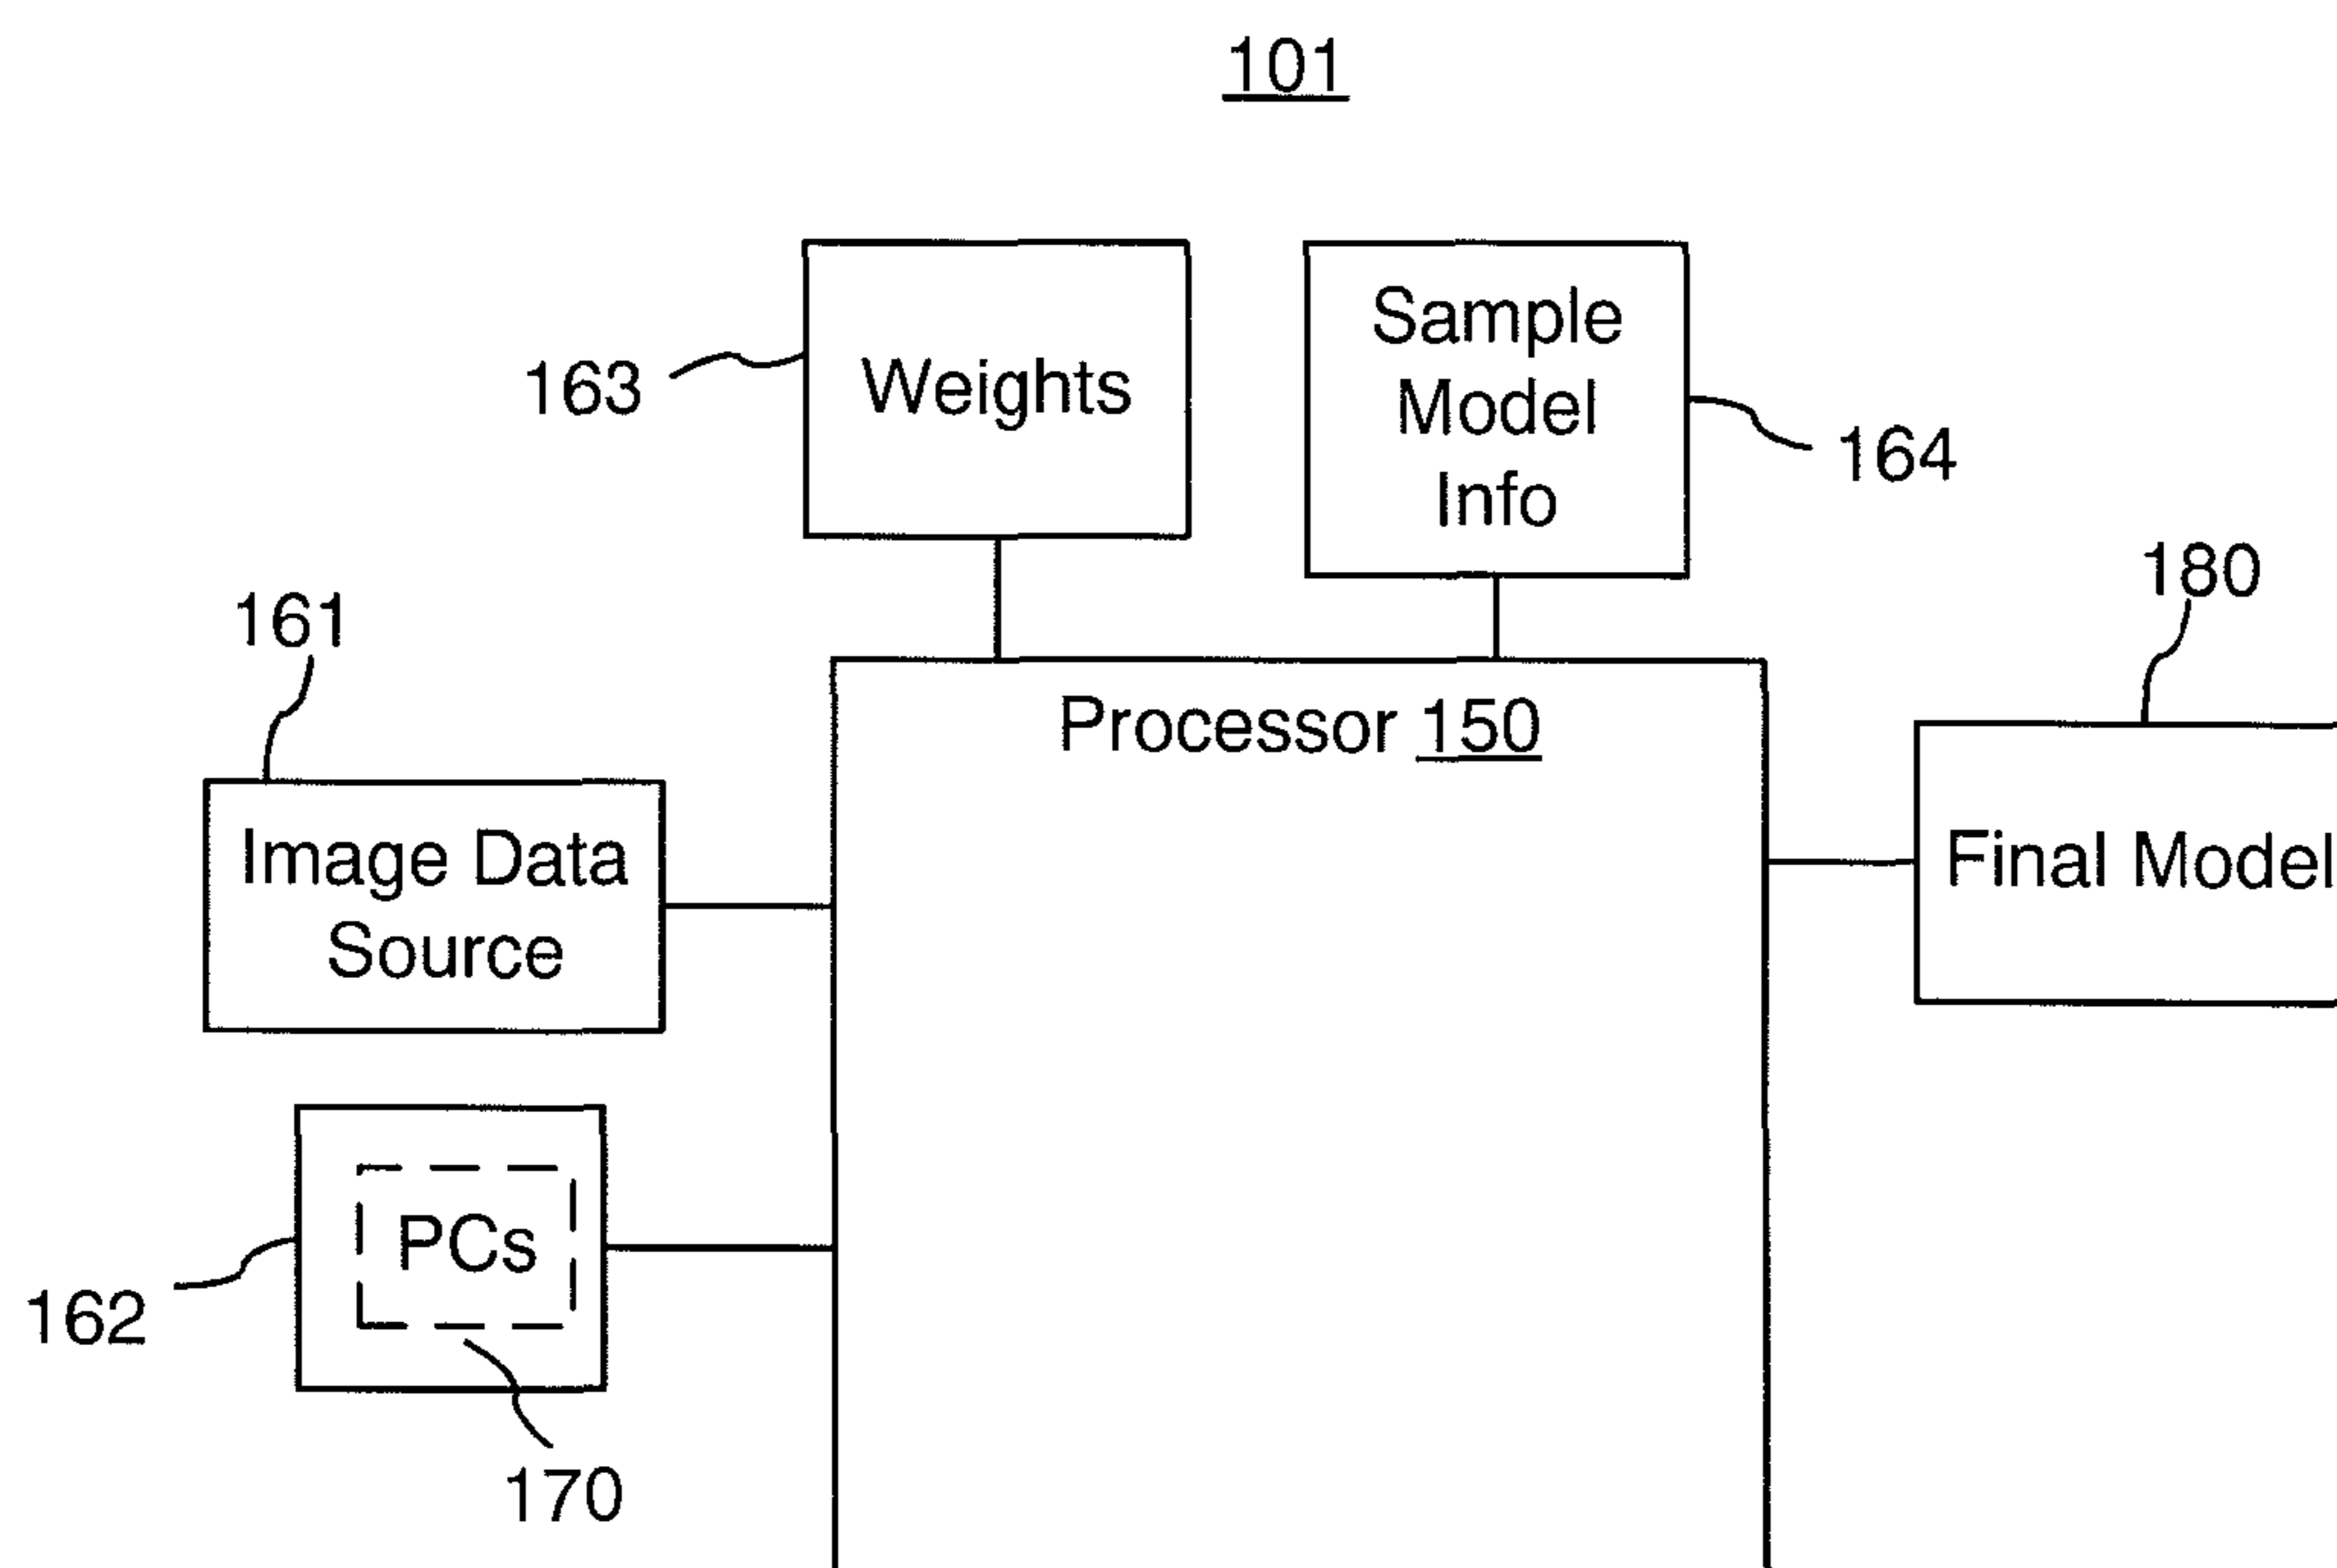 101
163
Weights
Sample
Model
Info
164
161
180
Processor 150
Image Data
Source
Final Model
162
PCs
170